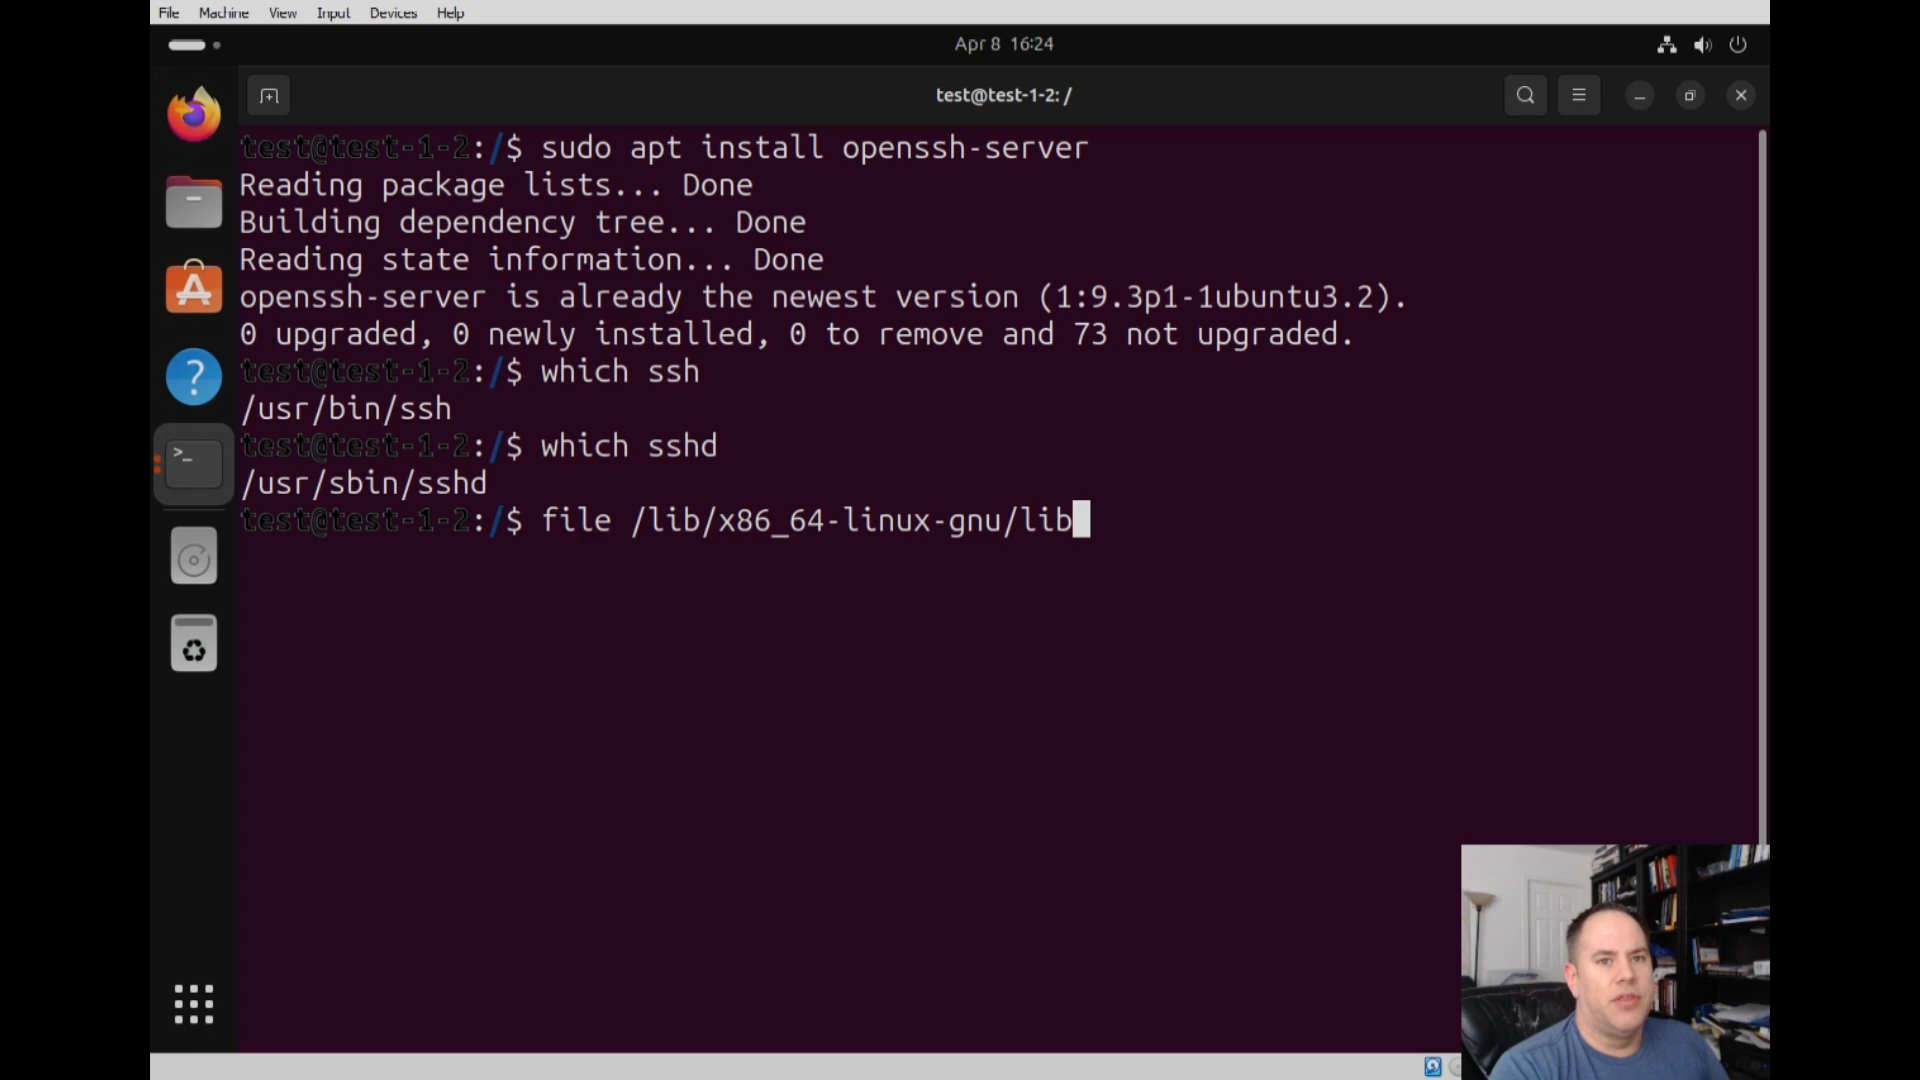 File Machine View Input Devices Help
Apr 8 16:24
test@test-1-2: /
test@test-1-2:/$ sudo apt install openssh-server
Reading package lists... Done
Building dependency tree... Done
Reading state information... Done
openssh-server is already the newest version (1:9.3p1-1ubuntu3.2).
0 upgraded, 0 newly installed, 0 to remove and 73 not upgraded.
test@test-1-2:/$ which ssh
/usr/bin/ssh
test@test-1-2:/$ which sshd
/usr/sbin/sshd
test@test-1-2:/$ file /lib/x86_64-linux-gnu/lib